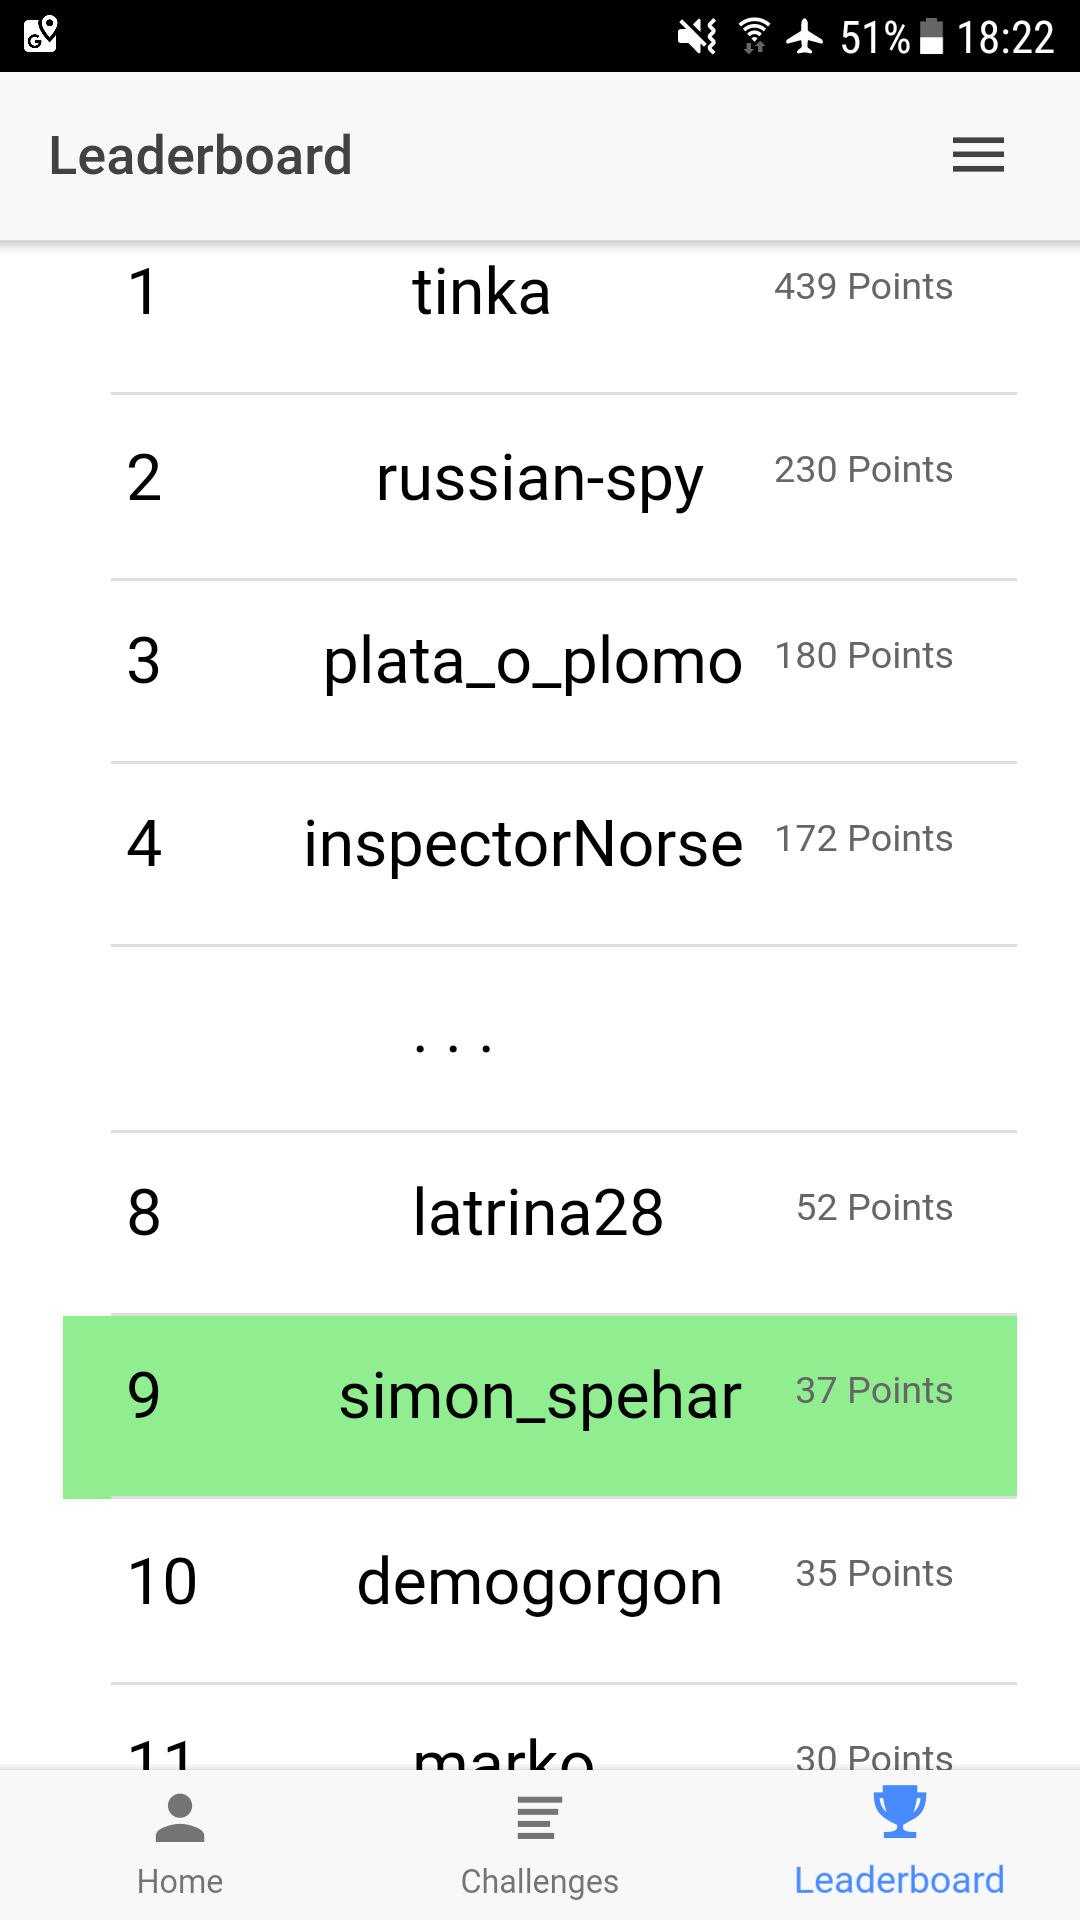 51% 18:22
Leaderboard
1 tinka 439 Points
2 russian-spy 230 Points
3 plata_o_plomo 180 Points
4 inspectorNorse 172 Points
. . .
8 latrina28 52 Points
9 simon_spehar 37 Points
10 demogorgon 35 Points
11 marko 30 Points
Home Challenges Leaderboard